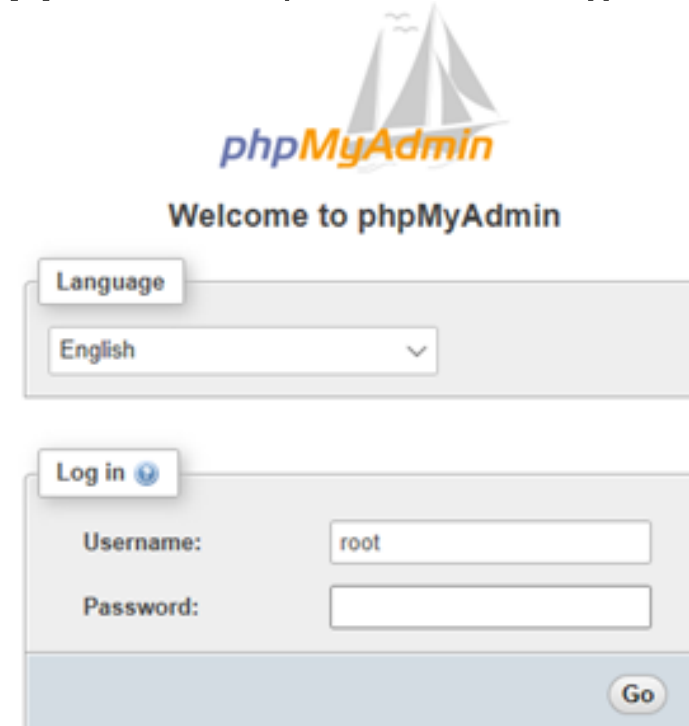 phpMyAdmin
Welcome to phpMyAdmin
Language
English
Log in
Username: root
Password:
Go